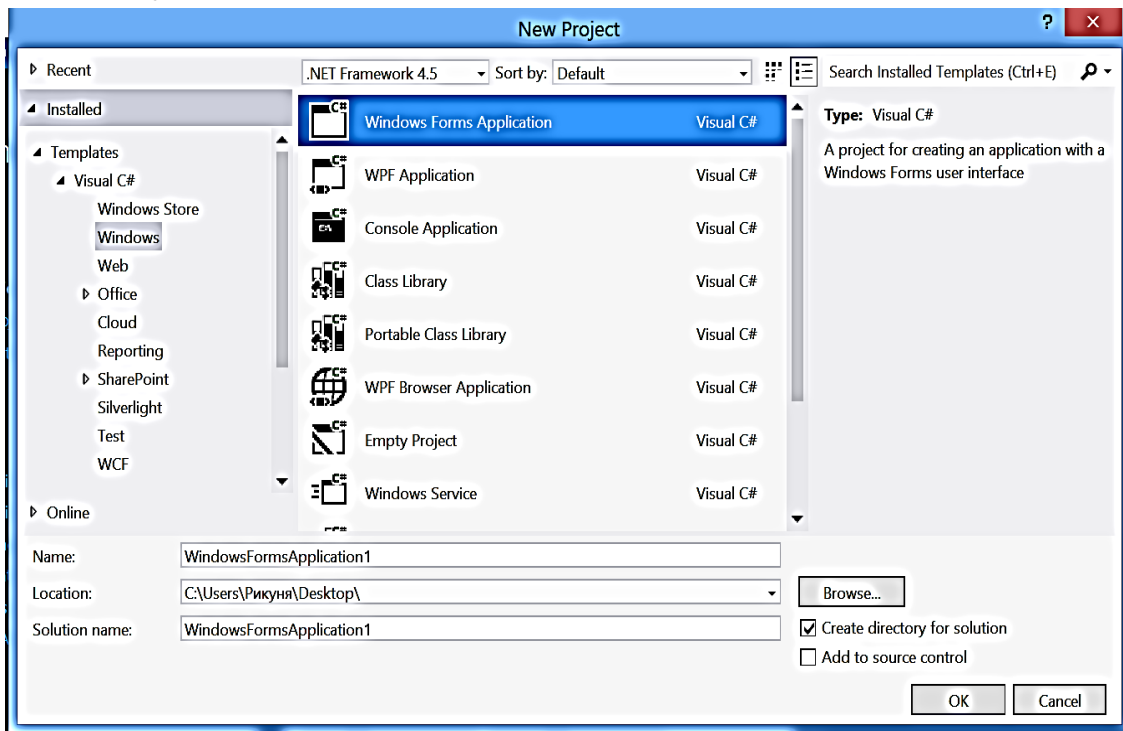 New Project
?
X
Recent
.NET Framework 4.5
Sort by: Default
Search Installed Templates (Ctrl+E)
Installed
Templates
Visual C#
Windows Store
Windows
Web
Office
Cloud
Reporting
SharePoint
Silverlight
Test
WCF
Online
Windows Forms Application Visual C#
WPF Application Visual C#
Console Application Visual C#
Class Library Visual C#
Portable Class Library Visual C#
WPF Browser Application Visual C#
Empty Project Visual C#
Windows Service Visual C#
Type: Visual C#
A project for creating an application with a
Windows Forms user interface
Name: WindowsFormsApplication1
Location: C:\Users\Рикуня\Desktop\
Browse...
Solution name: WindowsFormsApplication1
Create directory for solution
Add to source control
OK
Cancel